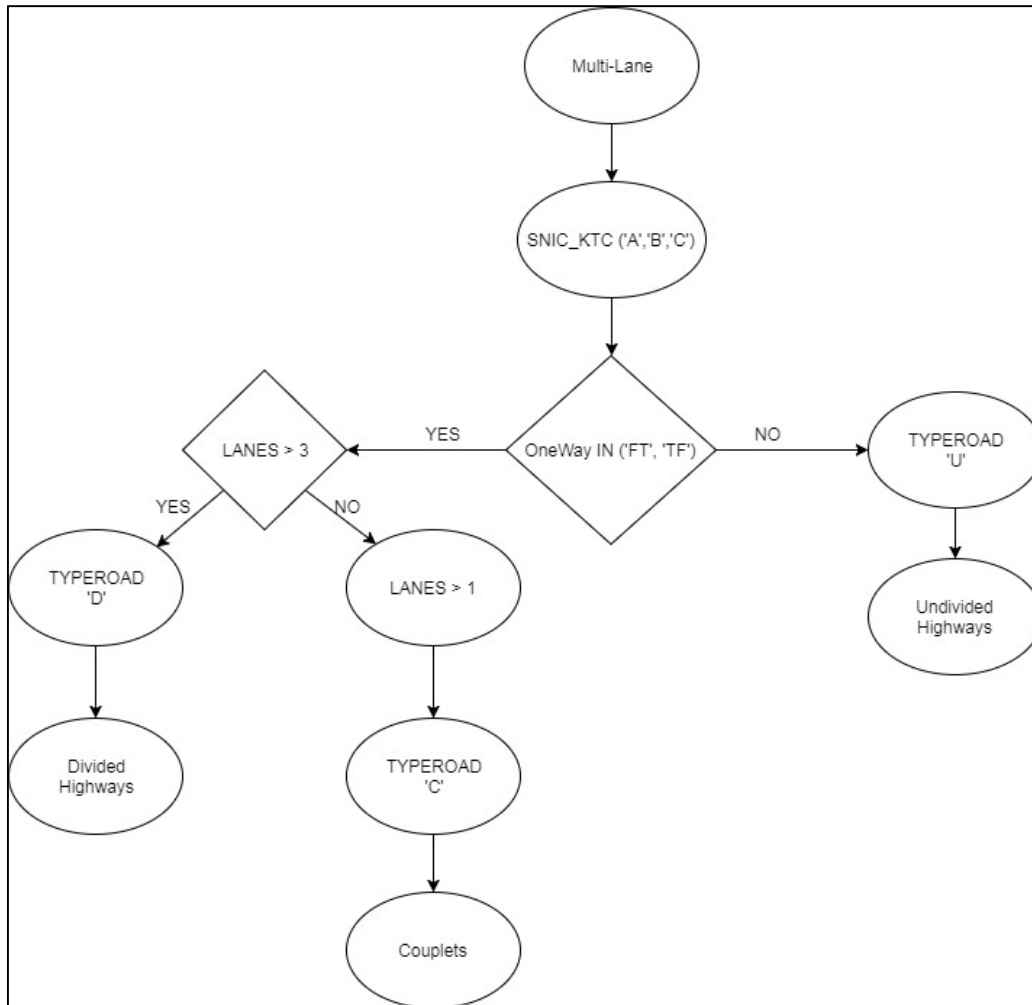 Multi-Lane
SNIC_KTC ('A','B','C')
LANES > 3
YES
OneWay IN ('FT', 'TF')
NO
TYPEROAD
'U'
YES
NO
TYPEROAD
'D'
LANES > 1
Undivided
Highways
Divided
Highways
TYPEROAD
'C'
Couplets